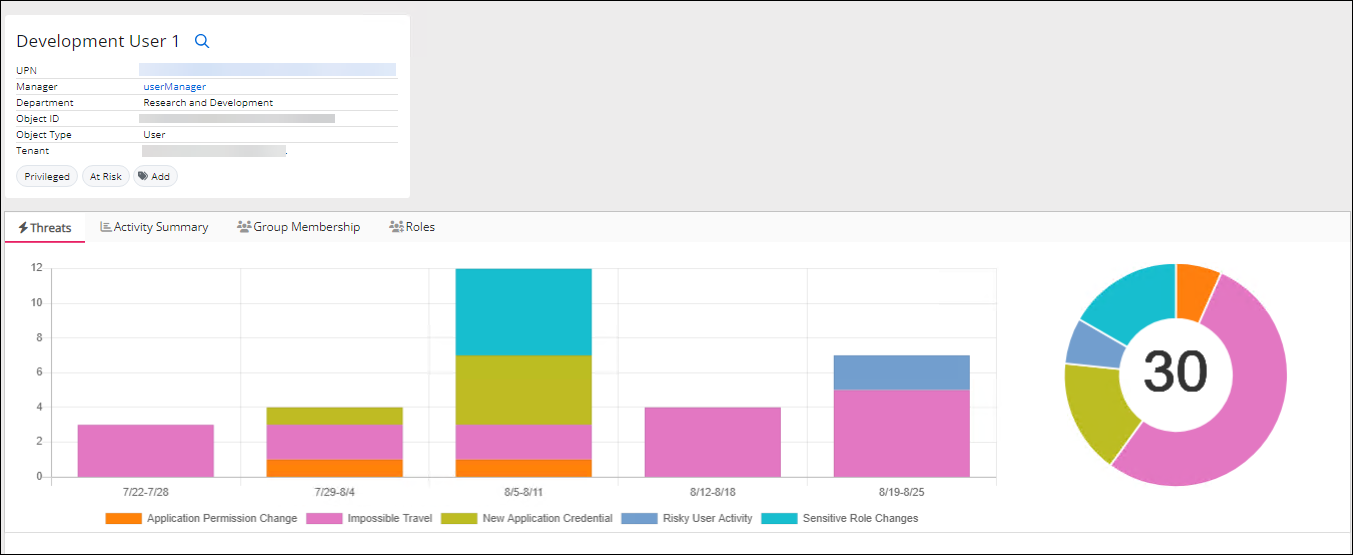 Development User 1
UPN
Manager userManager
Department Research and Development
Object ID
Object Type User
Tenant .
Privileged At Risk Add
Threats Activity Summary Group Membership Roles
12
10
8
6
4
2
0
30
7/22-7/28 7/29-8/4 8/5-8/11 8/12-8/18 8/19-8/25
Application Permission Change Impossible Travel New Application Credential Risky User Activity Sensitive Role Changes